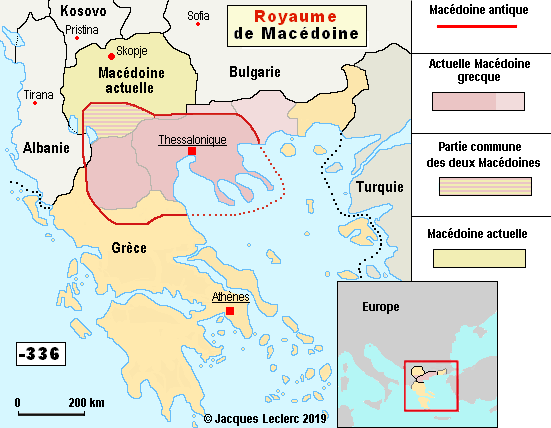 Royaume
de Macédoine
Kosovo
Pristina
Sofia
Skopje
Macédoine
actuelle
Bulgarie
Tirana
Albanie
Thessalonique
Turquie
Grèce
Athènes
-336
0 200 km
© Jacques Leclerc 2019
Europe
Macédoine antique
Actuelle Macédoine
grecque
Partie commune
des deux Macédoines
Macédoine actuelle